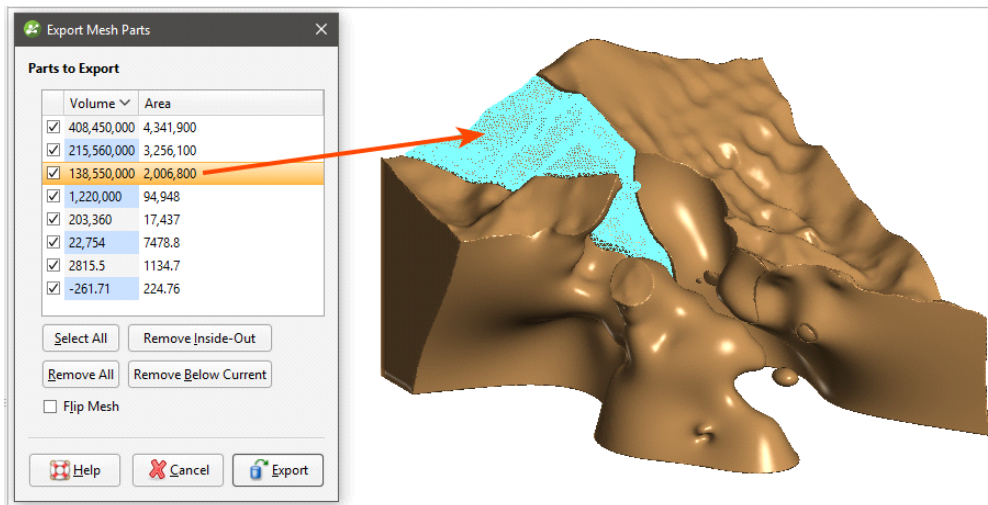 Export Mesh Parts
Parts to Export
Volume Area
408,450,000 4,341,900
215,560,000 3,256,100
138,550,000 2,006,800
1,220,000 94,948
203,360 17,437
22,754 7478.8
2815.5 1134.7
-261.71 224.76
Select All Remove Inside-Out
Remove All Remove Below Current
Flip Mesh
Help Cancel Export